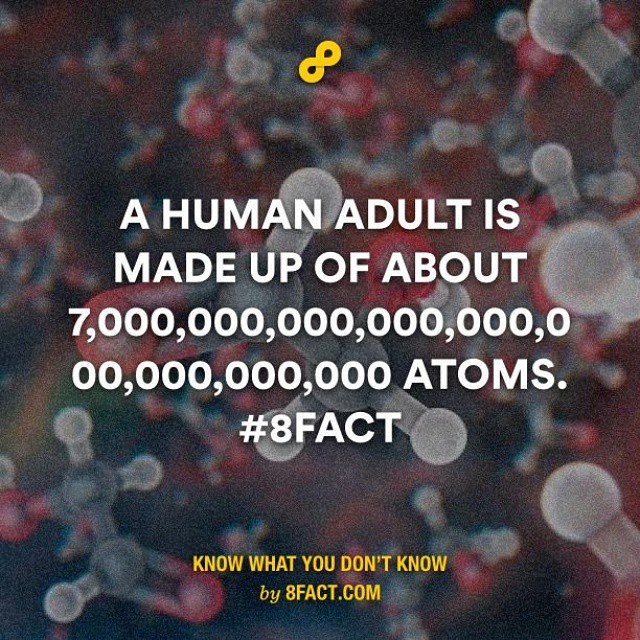 A HUMAN ADULT IS
MADE UP OF ABOUT
7,000,000,000,000,000,0
00,000,000,000 ATOMS.
#8FACT
KNOW WHAT YOU DON'T KNOW
by 8FACT.COM